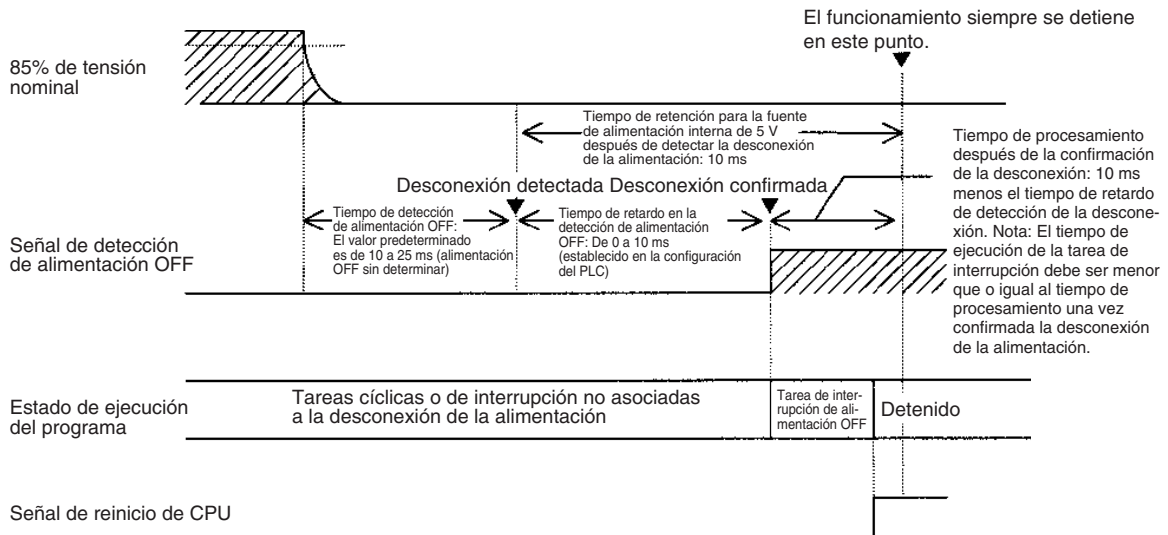 El funcionamiento siempre se detiene
en este punto.
85% de tensión
nominal
Tiempo de retención para la fuente
de alimentación interna de 5 V
después de detectar la desconexión
de la alimentación: 10 ms
Tiempo de procesamiento
después de la confirmación
de la desconexión: 10 ms
menos el tiempo de retardo
de detección de la descone-
xión. Nota: El tiempo de
ejecución de la tarea de
interrupción debe ser menor
que o igual al tiempo de
procesamiento una vez
confirmada la desconexión
de la alimentación.
Desconexión detectada Desconexión confirmada
Tiempo de detección
de alimentación OFF:
El valor predeterminado
es de 10 a 25 ms (alimentación
OFF sin determinar)
Tiempo de retardo en la
detección de alimentación
OFF: De 0 a 10 ms
(establecido en la configuración
del PLC)
Señal de detección
de alimentación OFF
Estado de ejecución
del programa
Tareas cíclicas o de interrupción no asociadas
a la desconexión de la alimentación
Tarea de inter-
rupción de ali-
mentación OFF
Detenido
Señal de reinicio de CPU